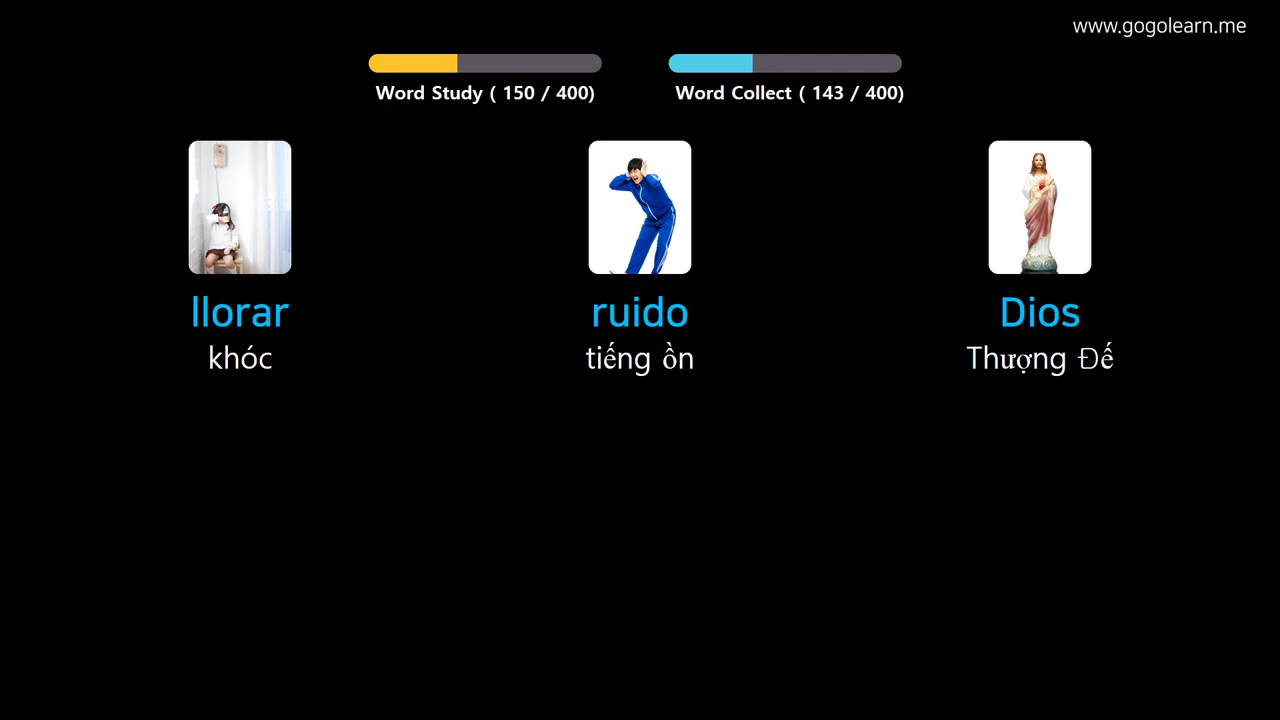 www.gogolearn.me
Word Study ( 150 / 400)
Word Collect ( 143 / 400)
llorar
khóc
ruido
tiếng ồn
Dios
Thượng Đế